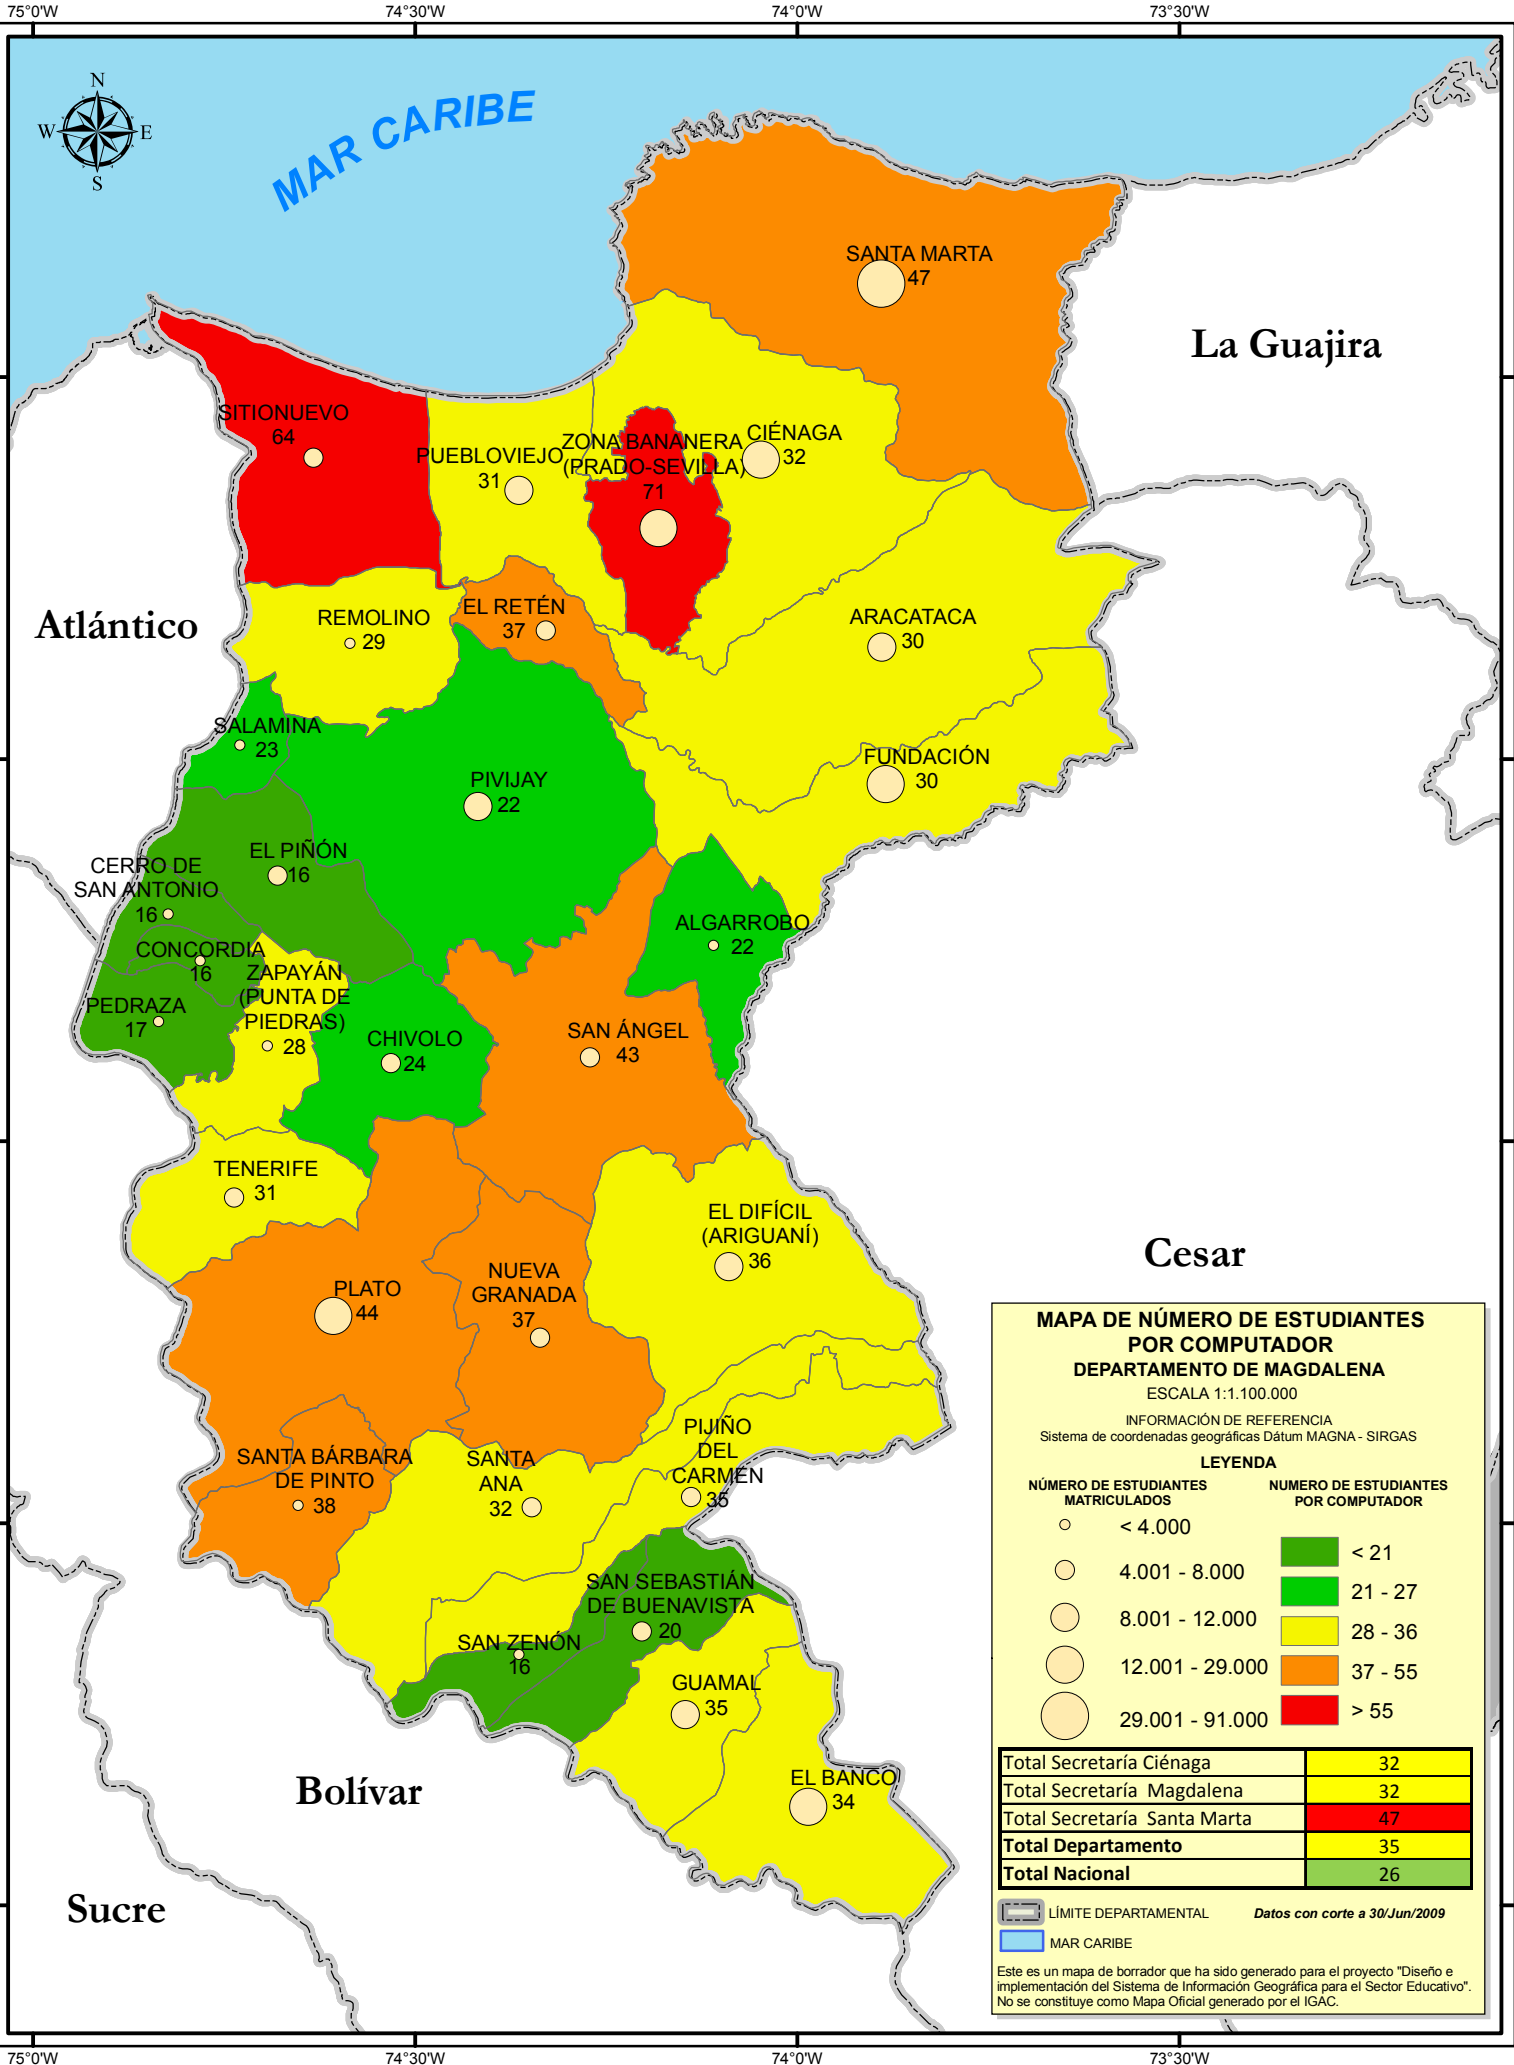 75°0'W
74°30'W
74°0'W
73°30'W
N
W
E
S
MAR CARIBE
SANTA MARTA
47
La Guajira
SITIONUEVO
64
PUEBLOVIEJO
31
ZONA BANANERA
(PRADO-SEVILLA)
71
CIÉNAGA
32
Atlántico
REMOLINO
29
EL RETÉN
37
ARACATACA
30
SALAMINA
23
PIVIJAY
22
FUNDACIÓN
30
EL PIÑÓN
16
CERRO DE
SAN ANTONIO
16
ALGARROBO
22
CONCORDIA
16
ZAPAYÁN
(PUNTA DE
PIEDRAS)
28
PEDRAZA
17
CHIVOLO
24
SAN ÁNGEL
43
TENERIFE
31
EL DIFÍCIL
(ARIGUANÍ)
36
Cesar
PLATO
44
NUEVA
GRANADA
37
SANTA BÁRBARA
DE PINTO
38
SANTA
ANA
32
PIJIÑO
DEL
CARMEN
35
SAN SEBASTIÁN
DE BUENAVISTA
20
SAN ZENÓN
16
GUAMAL
35
EL BANCO
34
Bolívar
Sucre
MAPA DE NÚMERO DE ESTUDIANTES
POR COMPUTADOR
DEPARTAMENTO DE MAGDALENA
ESCALA 1:1.100.000
INFORMACIÓN DE REFERENCIA
Sistema de coordenadas geográficas Dátum MAGNA - SIRGAS
LEYENDA
NÚMERO DE ESTUDIANTES
MATRICULADOS
< 4.000
4.001 - 8.000
8.001 - 12.000
12.001 - 29.000
29.001 - 91.000
NUMERO DE ESTUDIANTES
POR COMPUTADOR
< 21
21 - 27
28 - 36
37 - 55
> 55
Total Secretaría Ciénaga 32
Total Secretaría Magdalena 32
Total Secretaría Santa Marta 47
Total Departamento 35
Total Nacional 26
LÍMITE DEPARTAMENTAL
Datos con corte a 30/Jun/2009
MAR CARIBE
Este es un mapa de borrador que ha sido generado para el proyecto "Diseño e
implementación del Sistema de Información Geográfica para el Sector Educativo".
No se constituye como Mapa Oficial generado por el IGAC.
75°0'W
74°30'W
74°0'W
73°30'W